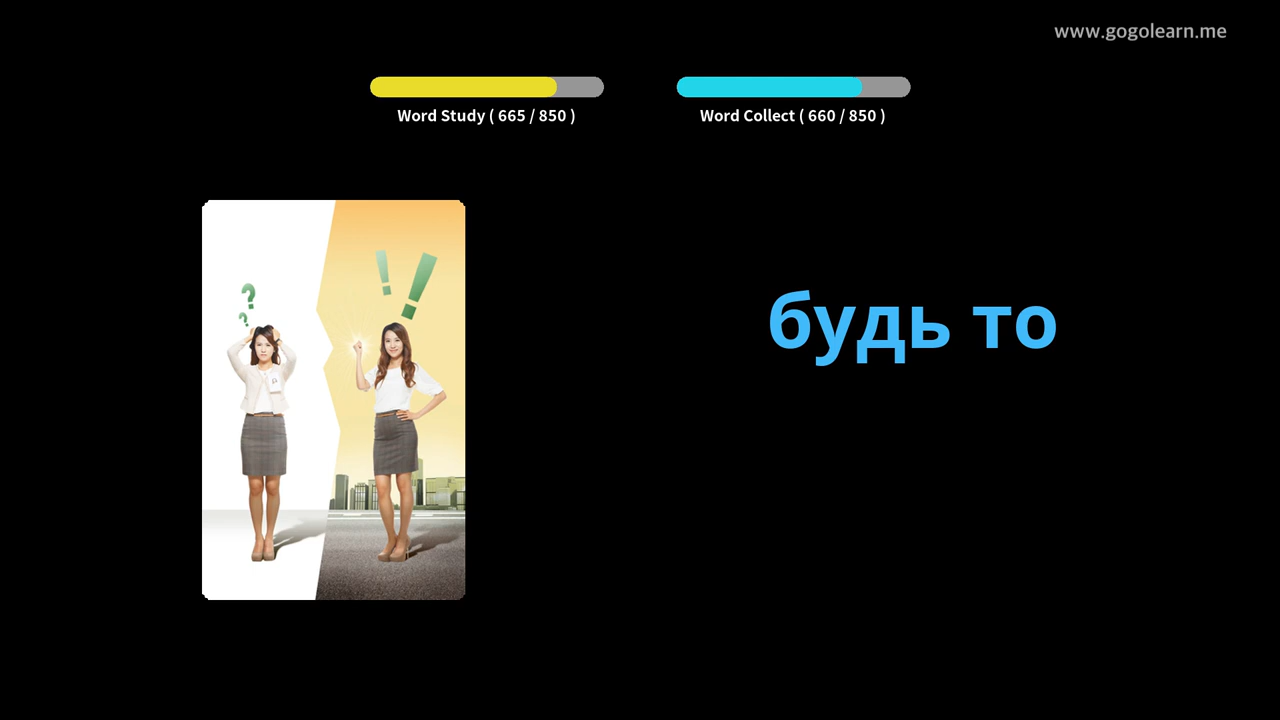 www.gogolearn.me
Word Study ( 665 / 850 )
Word Collect ( 660 / 850 )
? ?
! !
будь то